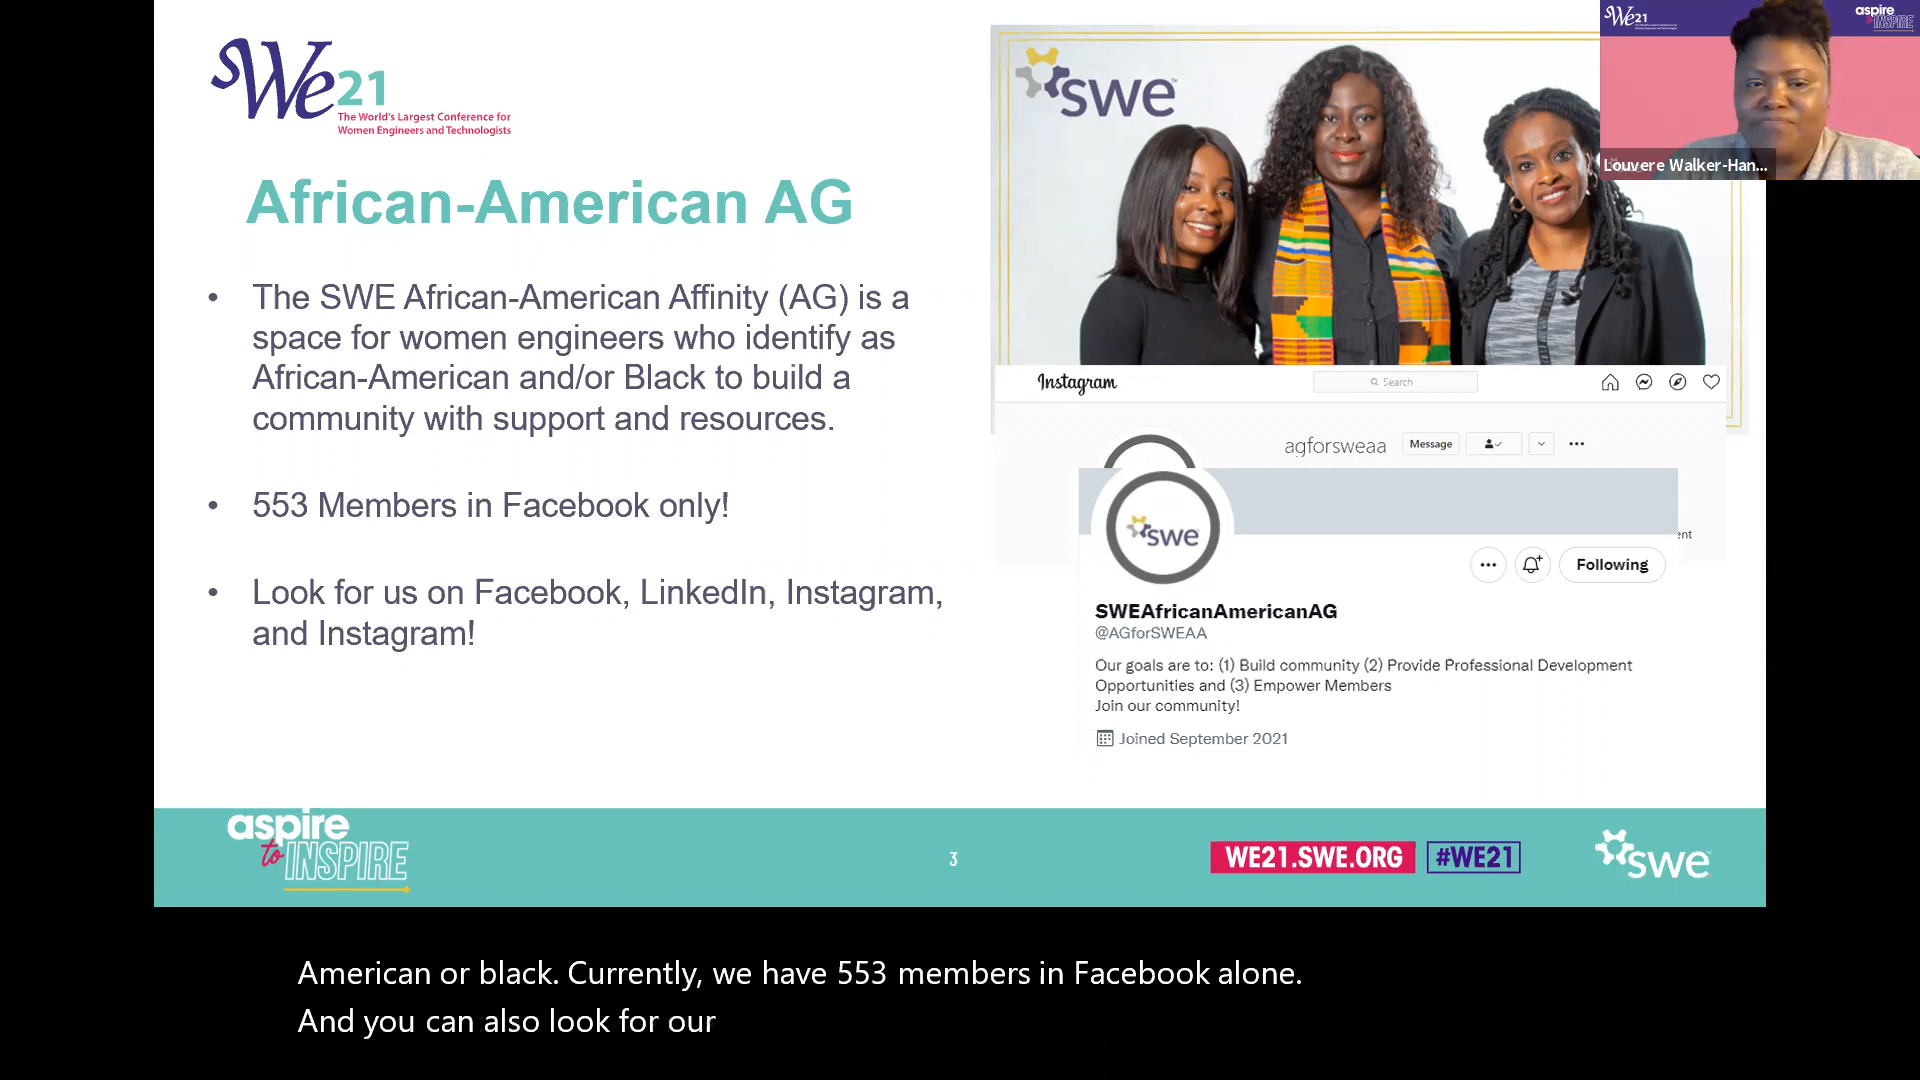 sWe21
The World's Largest Conference for
Women Engineers and Technologists
African-American AG
• The SWE African-American Affinity (AG) is a
space for women engineers who identify as
African-American and/or Black to build a
community with support and resources.
• 553 Members in Facebook only!
• Look for us on Facebook, LinkedIn, Instagram,
and Instagram!
swe™
Instagram
Search
agforsweaa
Message
swe
ent
Following
SWEAfricanAmericanAG
@AGforSWEAA
Our goals are to: (1) Build community (2) Provide Professional Development
Opportunities and (3) Empower Members
Join our community!
Joined September 2021
sWe21
aspire
to INSPIRE
Louvere Walker-Han...
aspire
to INSPIRE
3
WE21.SWE.ORG
#WE21
swe
American or black. Currently, we have 553 members in Facebook alone.
And you can also look for our